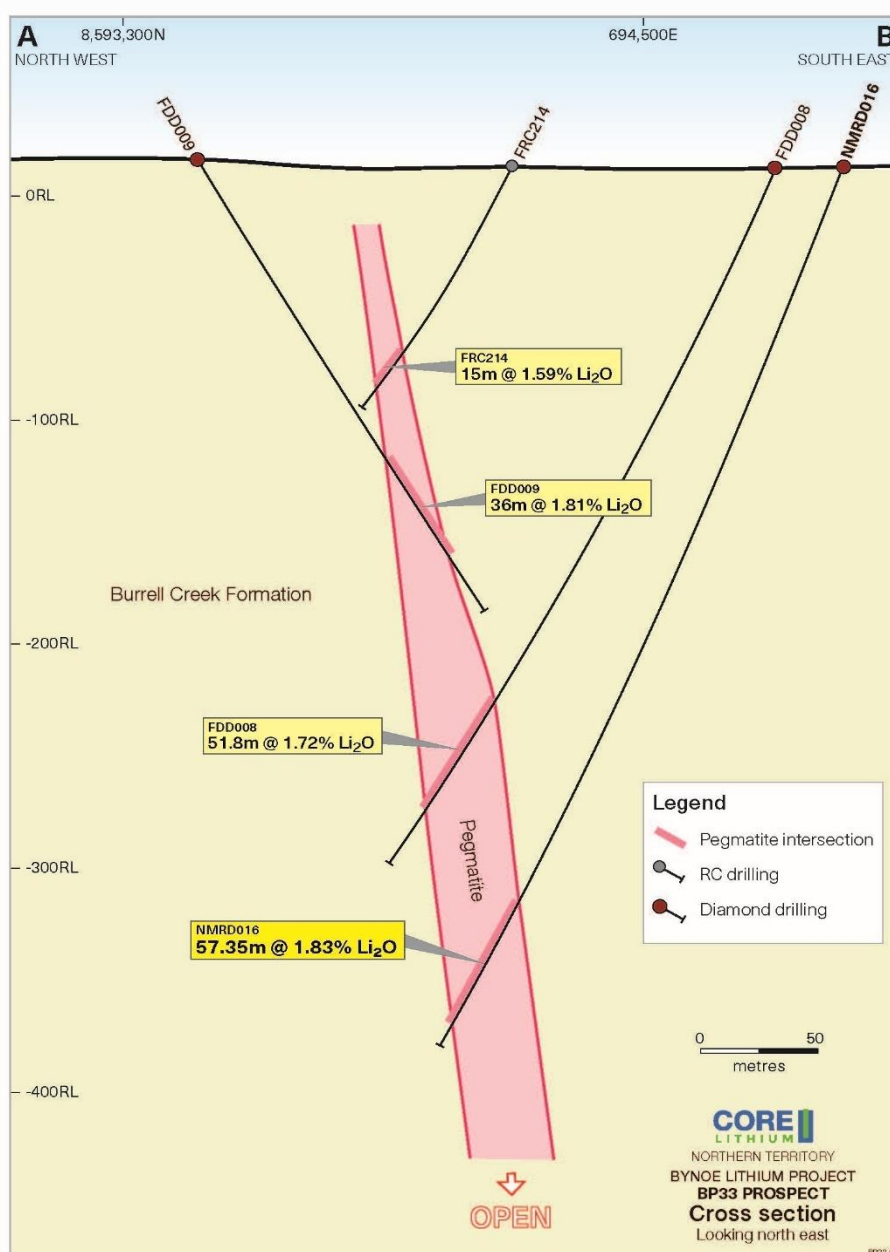 A
8,593,300N
694,500E
B
NORTH WEST
SOUTH EAST
FDD009
FRC214
FDD008
NMRD016
0RL
FRC214
15m @ 1.59% Li₂O
-100RL
FDD009
36m @ 1.81% Li₂O
Burrell Creek Formation
-200RL
FDD008
51.8m @ 1.72% Li₂O
Pegmatite
Legend
Pegmatite intersection
RC drilling
Diamond drilling
-300RL
NMRD016
57.35m @ 1.83% Li₂O
0 50
metres
-400RL
CORE
LITHIUM
NORTHERN TERRITORY
BYNOE LITHIUM PROJECT
BP33 PROSPECT
Cross section
Looking north east
OPEN